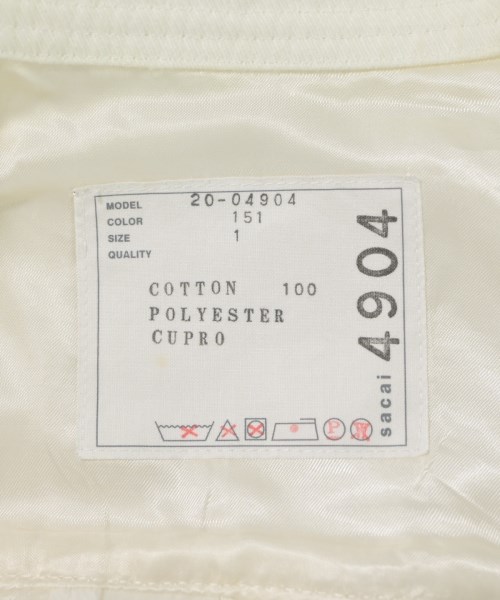 MODEL 20-04904
COLOR 151
SIZE 1
QUALITY
COTTON 100
POLYESTER
CUPRO
P
sacai 4904